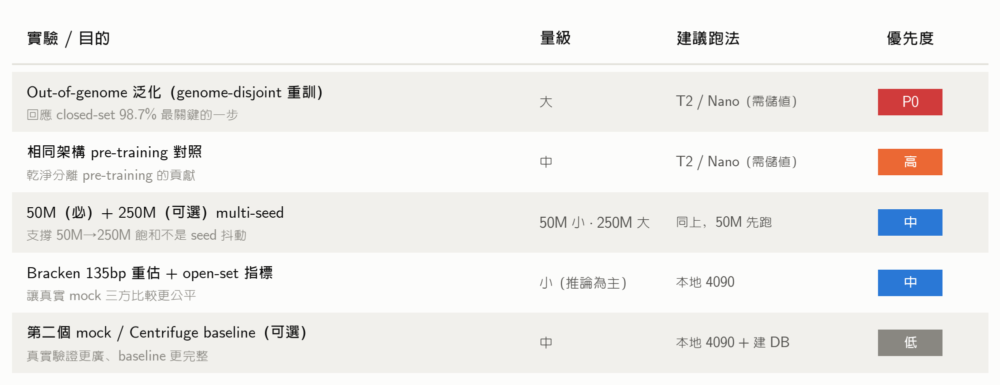 實驗 / 目的
量級
建議跑法
優先度
Out-of-genome 泛化（genome-disjoint 重訓）
回應 closed-set 98.7% 最關鍵的一步
大
T2 / Nano（需儲值）
P0
相同架構 pre-training 對照
乾淨分離 pre-training 的貢獻
中
T2 / Nano（需儲值）
高
50M（必）+ 250M（可選）multi-seed
支撐 50M→250M 飽和不是 seed 抖動
50M 小 · 250M 大
同上，50M 先跑
中
Bracken 135bp 重估 + open-set 指標
讓真實 mock 三方比較更公平
小（推論為主）
本地 4090
中
第二個 mock / Centrifuge baseline（可選）
真實驗證更廣、baseline 更完整
中
本地 4090 + 建 DB
低